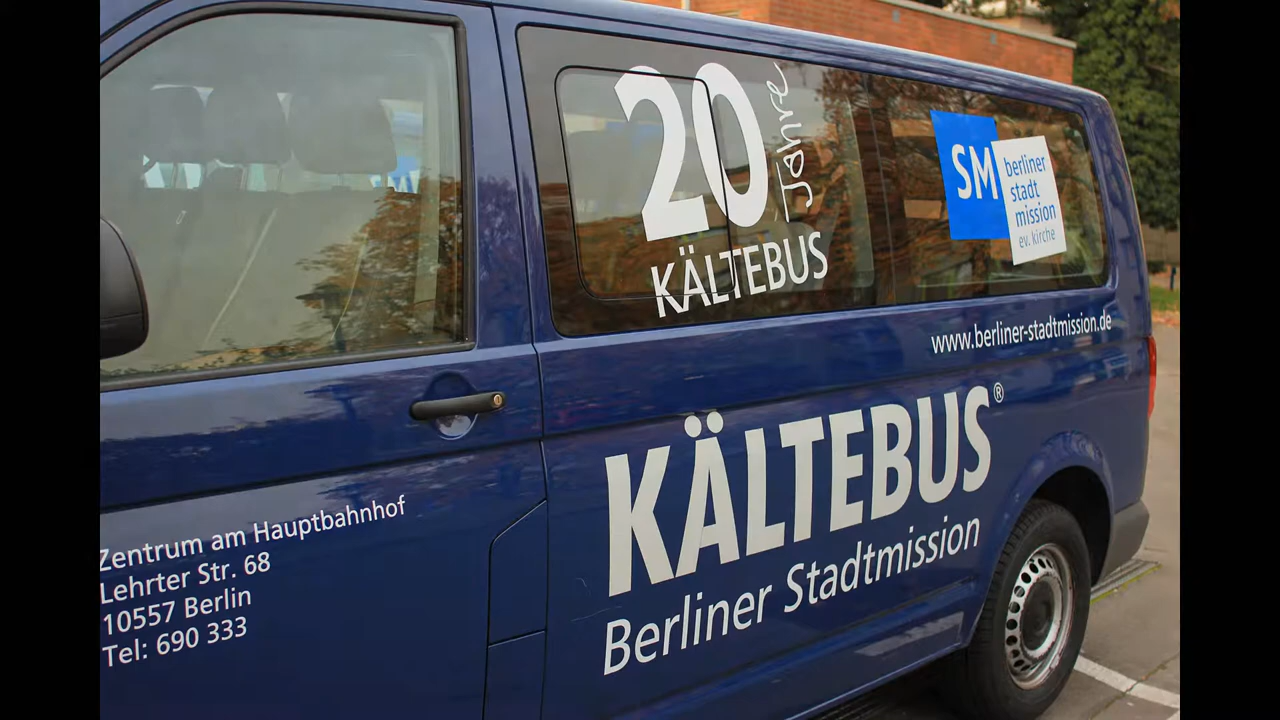 20
Jahre
KÄLTEBUS
SM
berliner
stadt
mission
ev. kirche
www.berliner-stadtmission.de
KÄLTEBUS®
Berliner Stadtmission
Zentrum am Hauptbahnhof
Lehrter Str. 68
10557 Berlin
Tel: 690 333